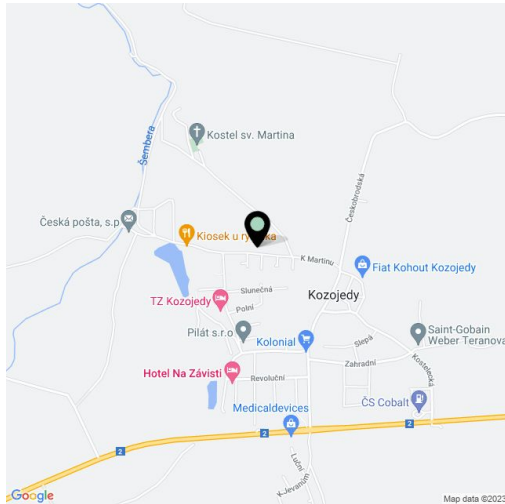 Kostel sv. Martina
Šembera
Českobrodská
Česká pošta, s.p
Kiosek u
K Martinu
Fiat Kohout Kozojedy
Slunečná
TZ Kozojedy
Kozojedy
Polní
Pilát s.r.o
Saint-Gobain
Weber Teranova
Kolonial
Slepá
Zahradní
Kostelecká
Hotel Na Závisti
Revoluční
ČS Cobalt
Medicaldevices
2
2
2
Luční
K Jevanům
Google
Map data ©2023